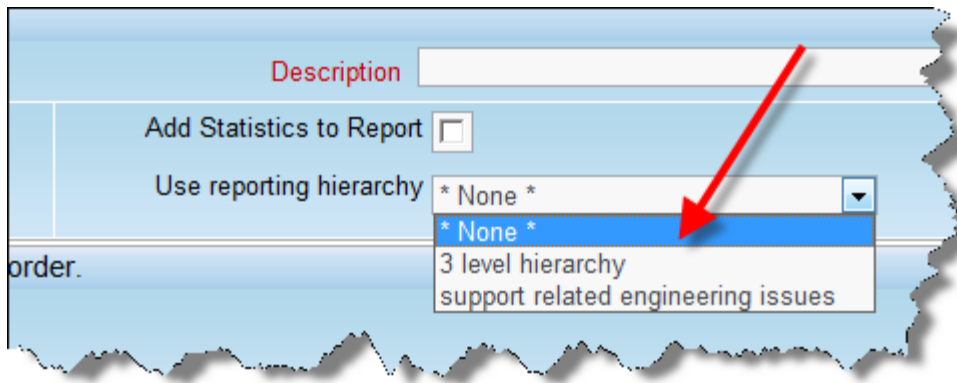 Description
Add Statistics to Report
Use reporting hierarchy * None *
* None *
3 level hierarchy
order.
support related engineering issues